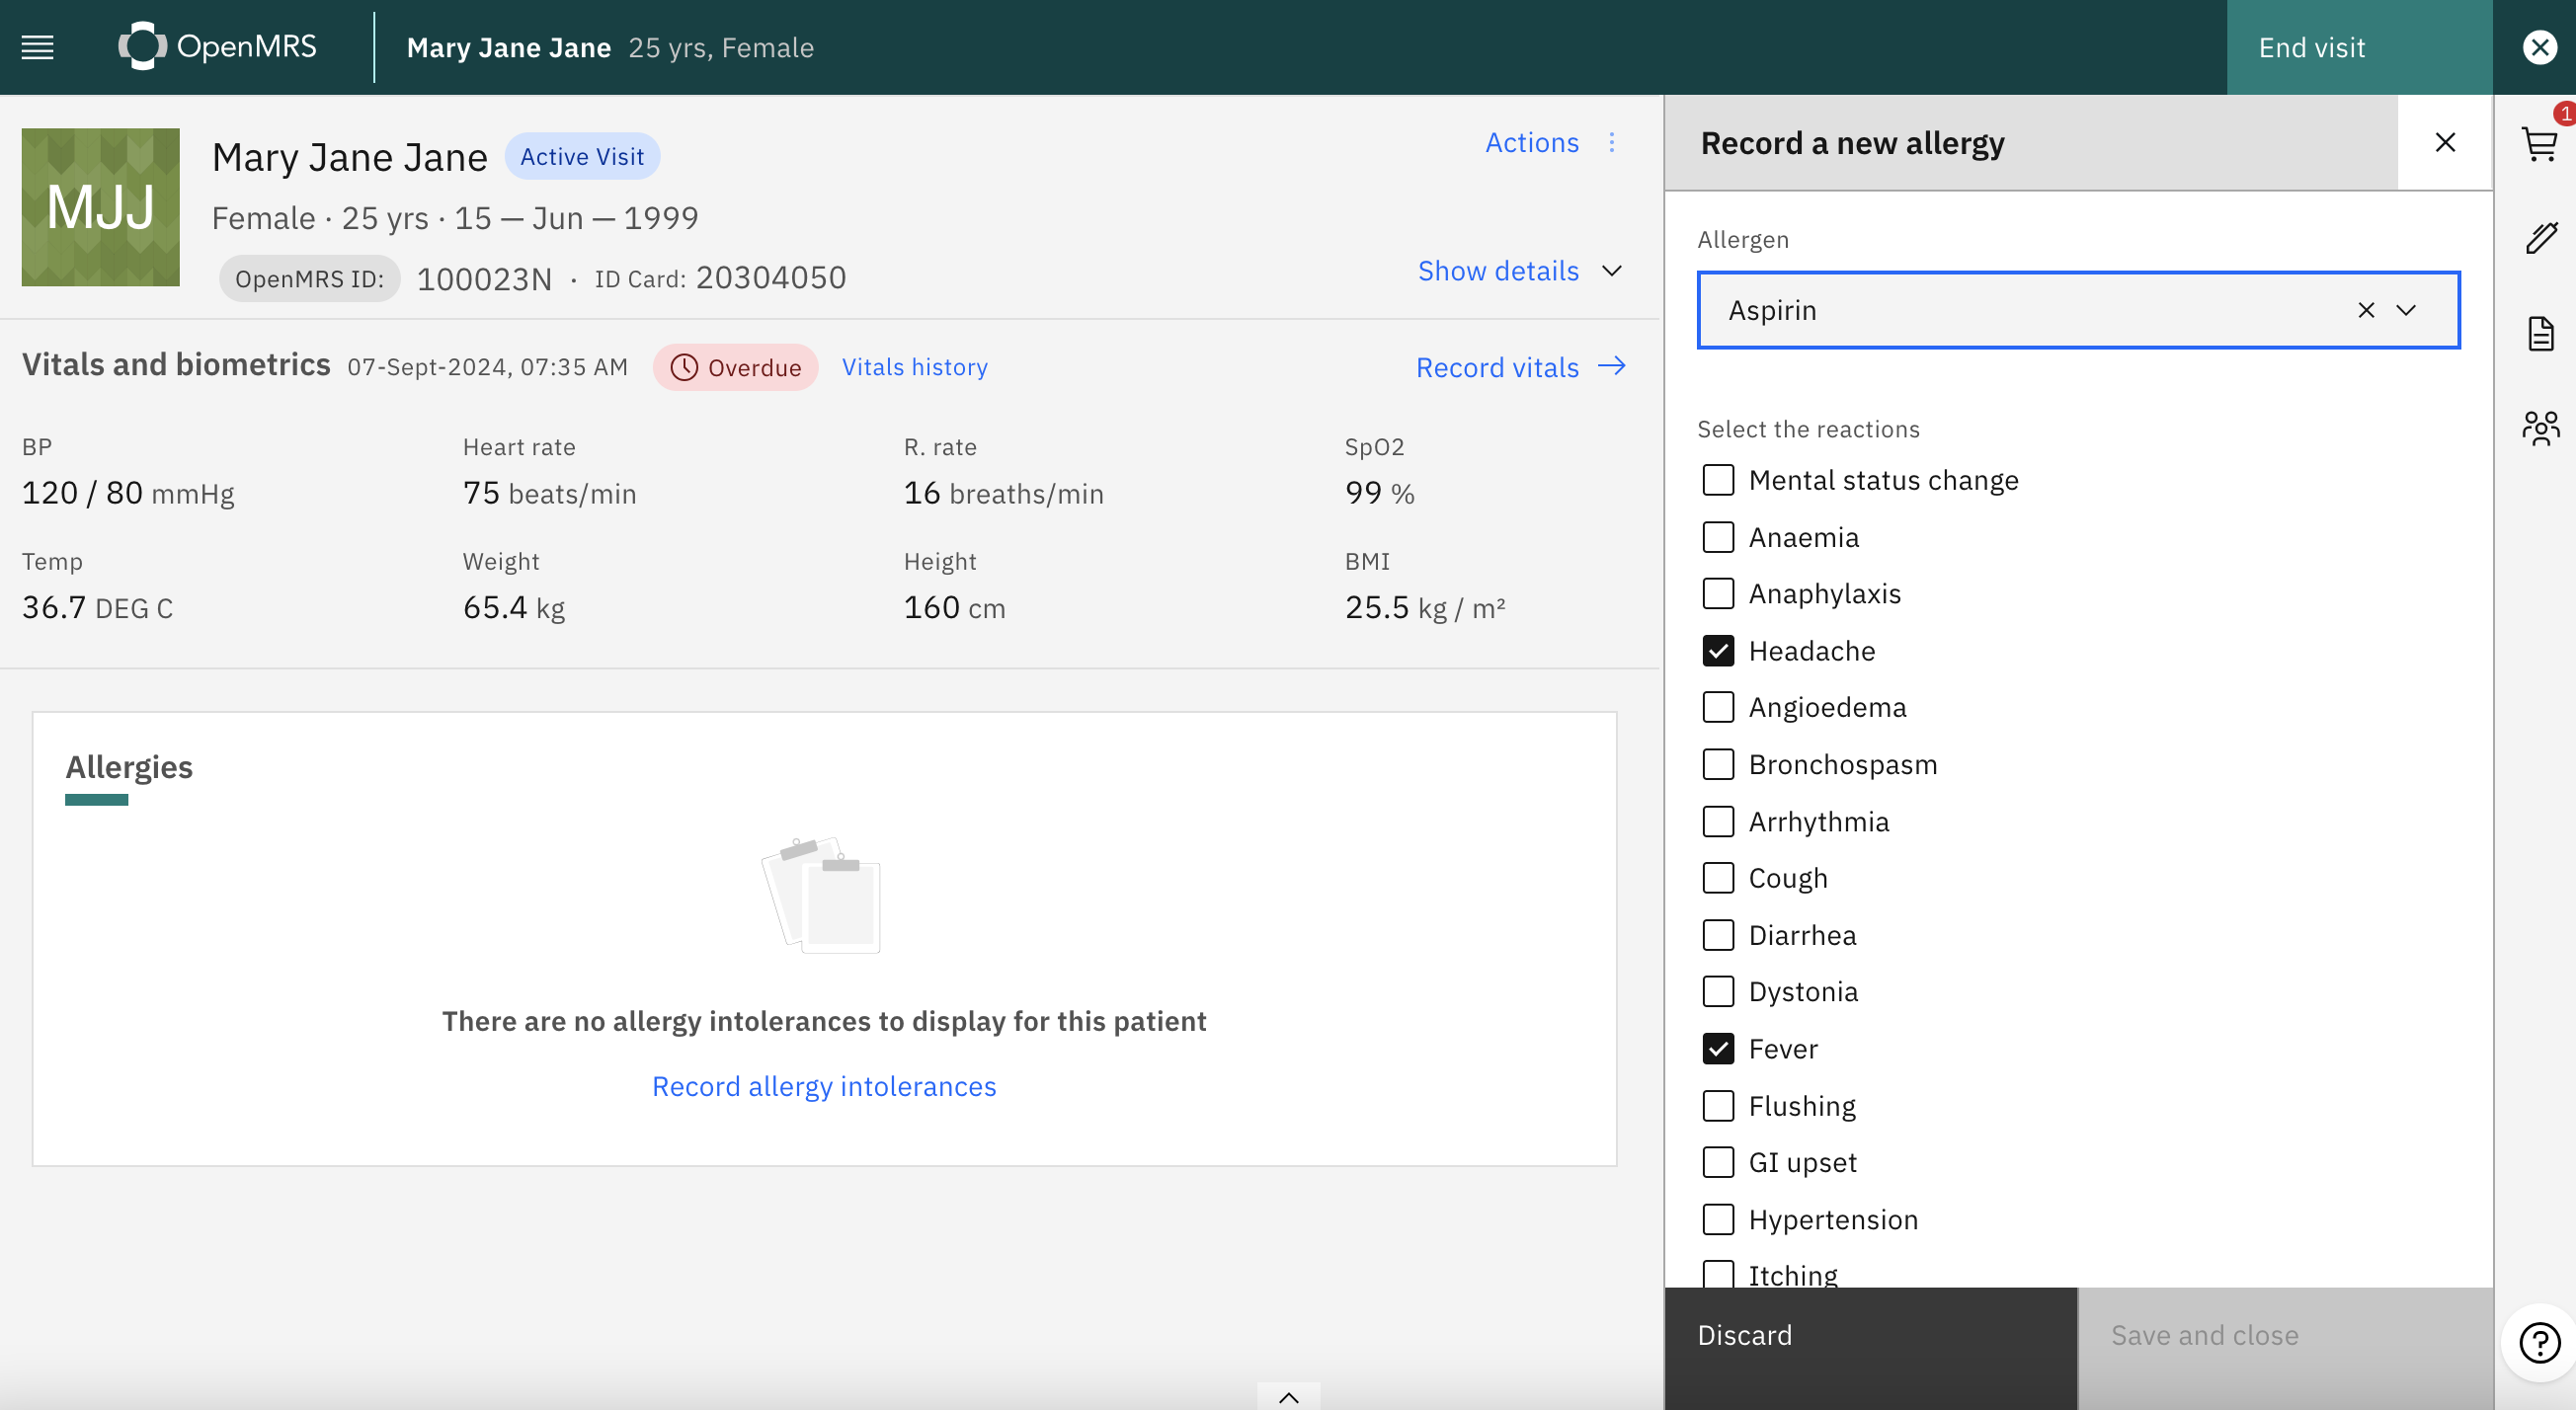 OpenMRS
Mary Jane Jane 25 yrs, Female
End visit
MJJ
Mary Jane Jane Active Visit
Actions
Female · 25 yrs · 15 — Jun — 1999
OpenMRS ID: 100023N · ID Card: 20304050
Show details
Vitals and biometrics 07-Sept-2024, 07:35 AM Overdue Vitals history
Record vitals
BP Heart rate R. rate SpO2
120 / 80 mmHg 75 beats/min 16 breaths/min 99 %
Temp Weight Height BMI
36.7 DEG C 65.4 kg 160 cm 25.5 kg / m²
Allergies
There are no allergy intolerances to display for this patient
Record allergy intolerances
Record a new allergy
Allergen
Aspirin
Select the reactions
Mental status change
Anaemia
Anaphylaxis
Headache
Angioedema
Bronchospasm
Arrhythmia
Cough
Diarrhea
Dystonia
Fever
Flushing
GI upset
Hypertension
Itching
Discard
Save and close
1